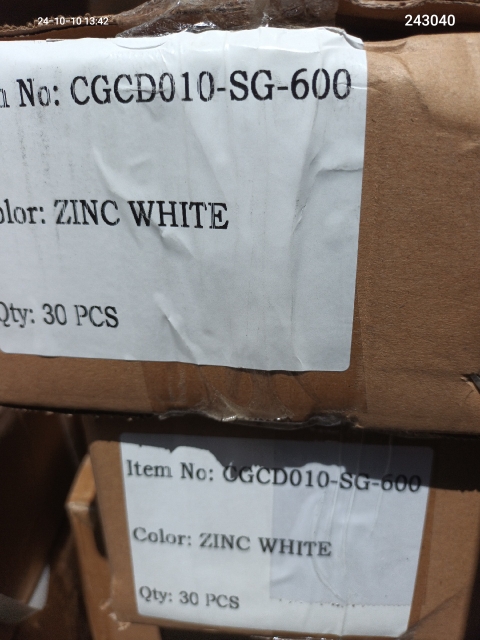 24-10-10 13:42
243040
No: CGCD010-SG-600
Color: ZINC WHITE
Qty: 30 PCS
Item No: CGCD010-SG-600
Color: ZINC WHITE
Qty: 30 PCS